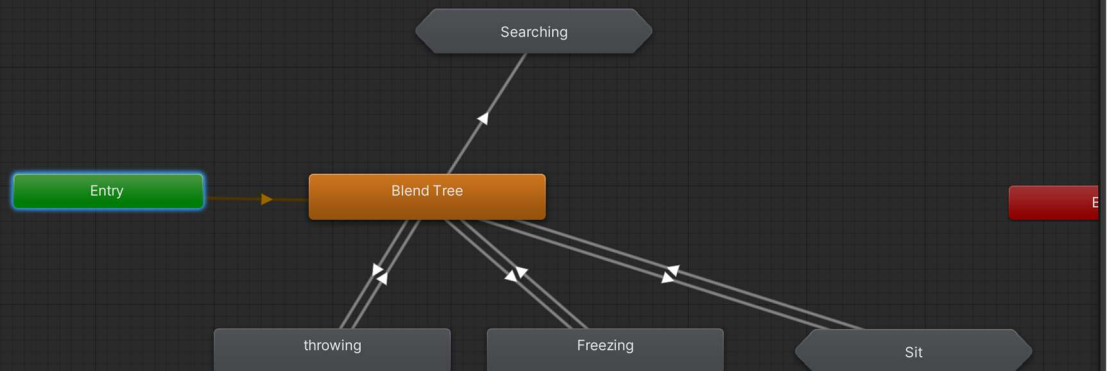 Searching
Entry
Blend Tree
E
throwing
Freezing
Sit